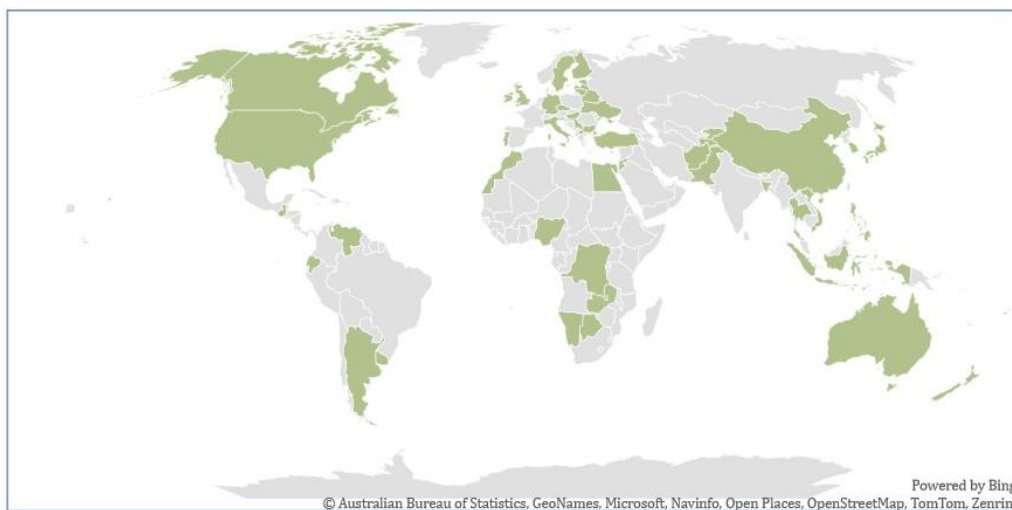 Powered by Bing
© Australian Bureau of Statistics, GeoNames, Microsoft, Navinfo, Open Places, OpenStreetMap, TomTom, Zenrin